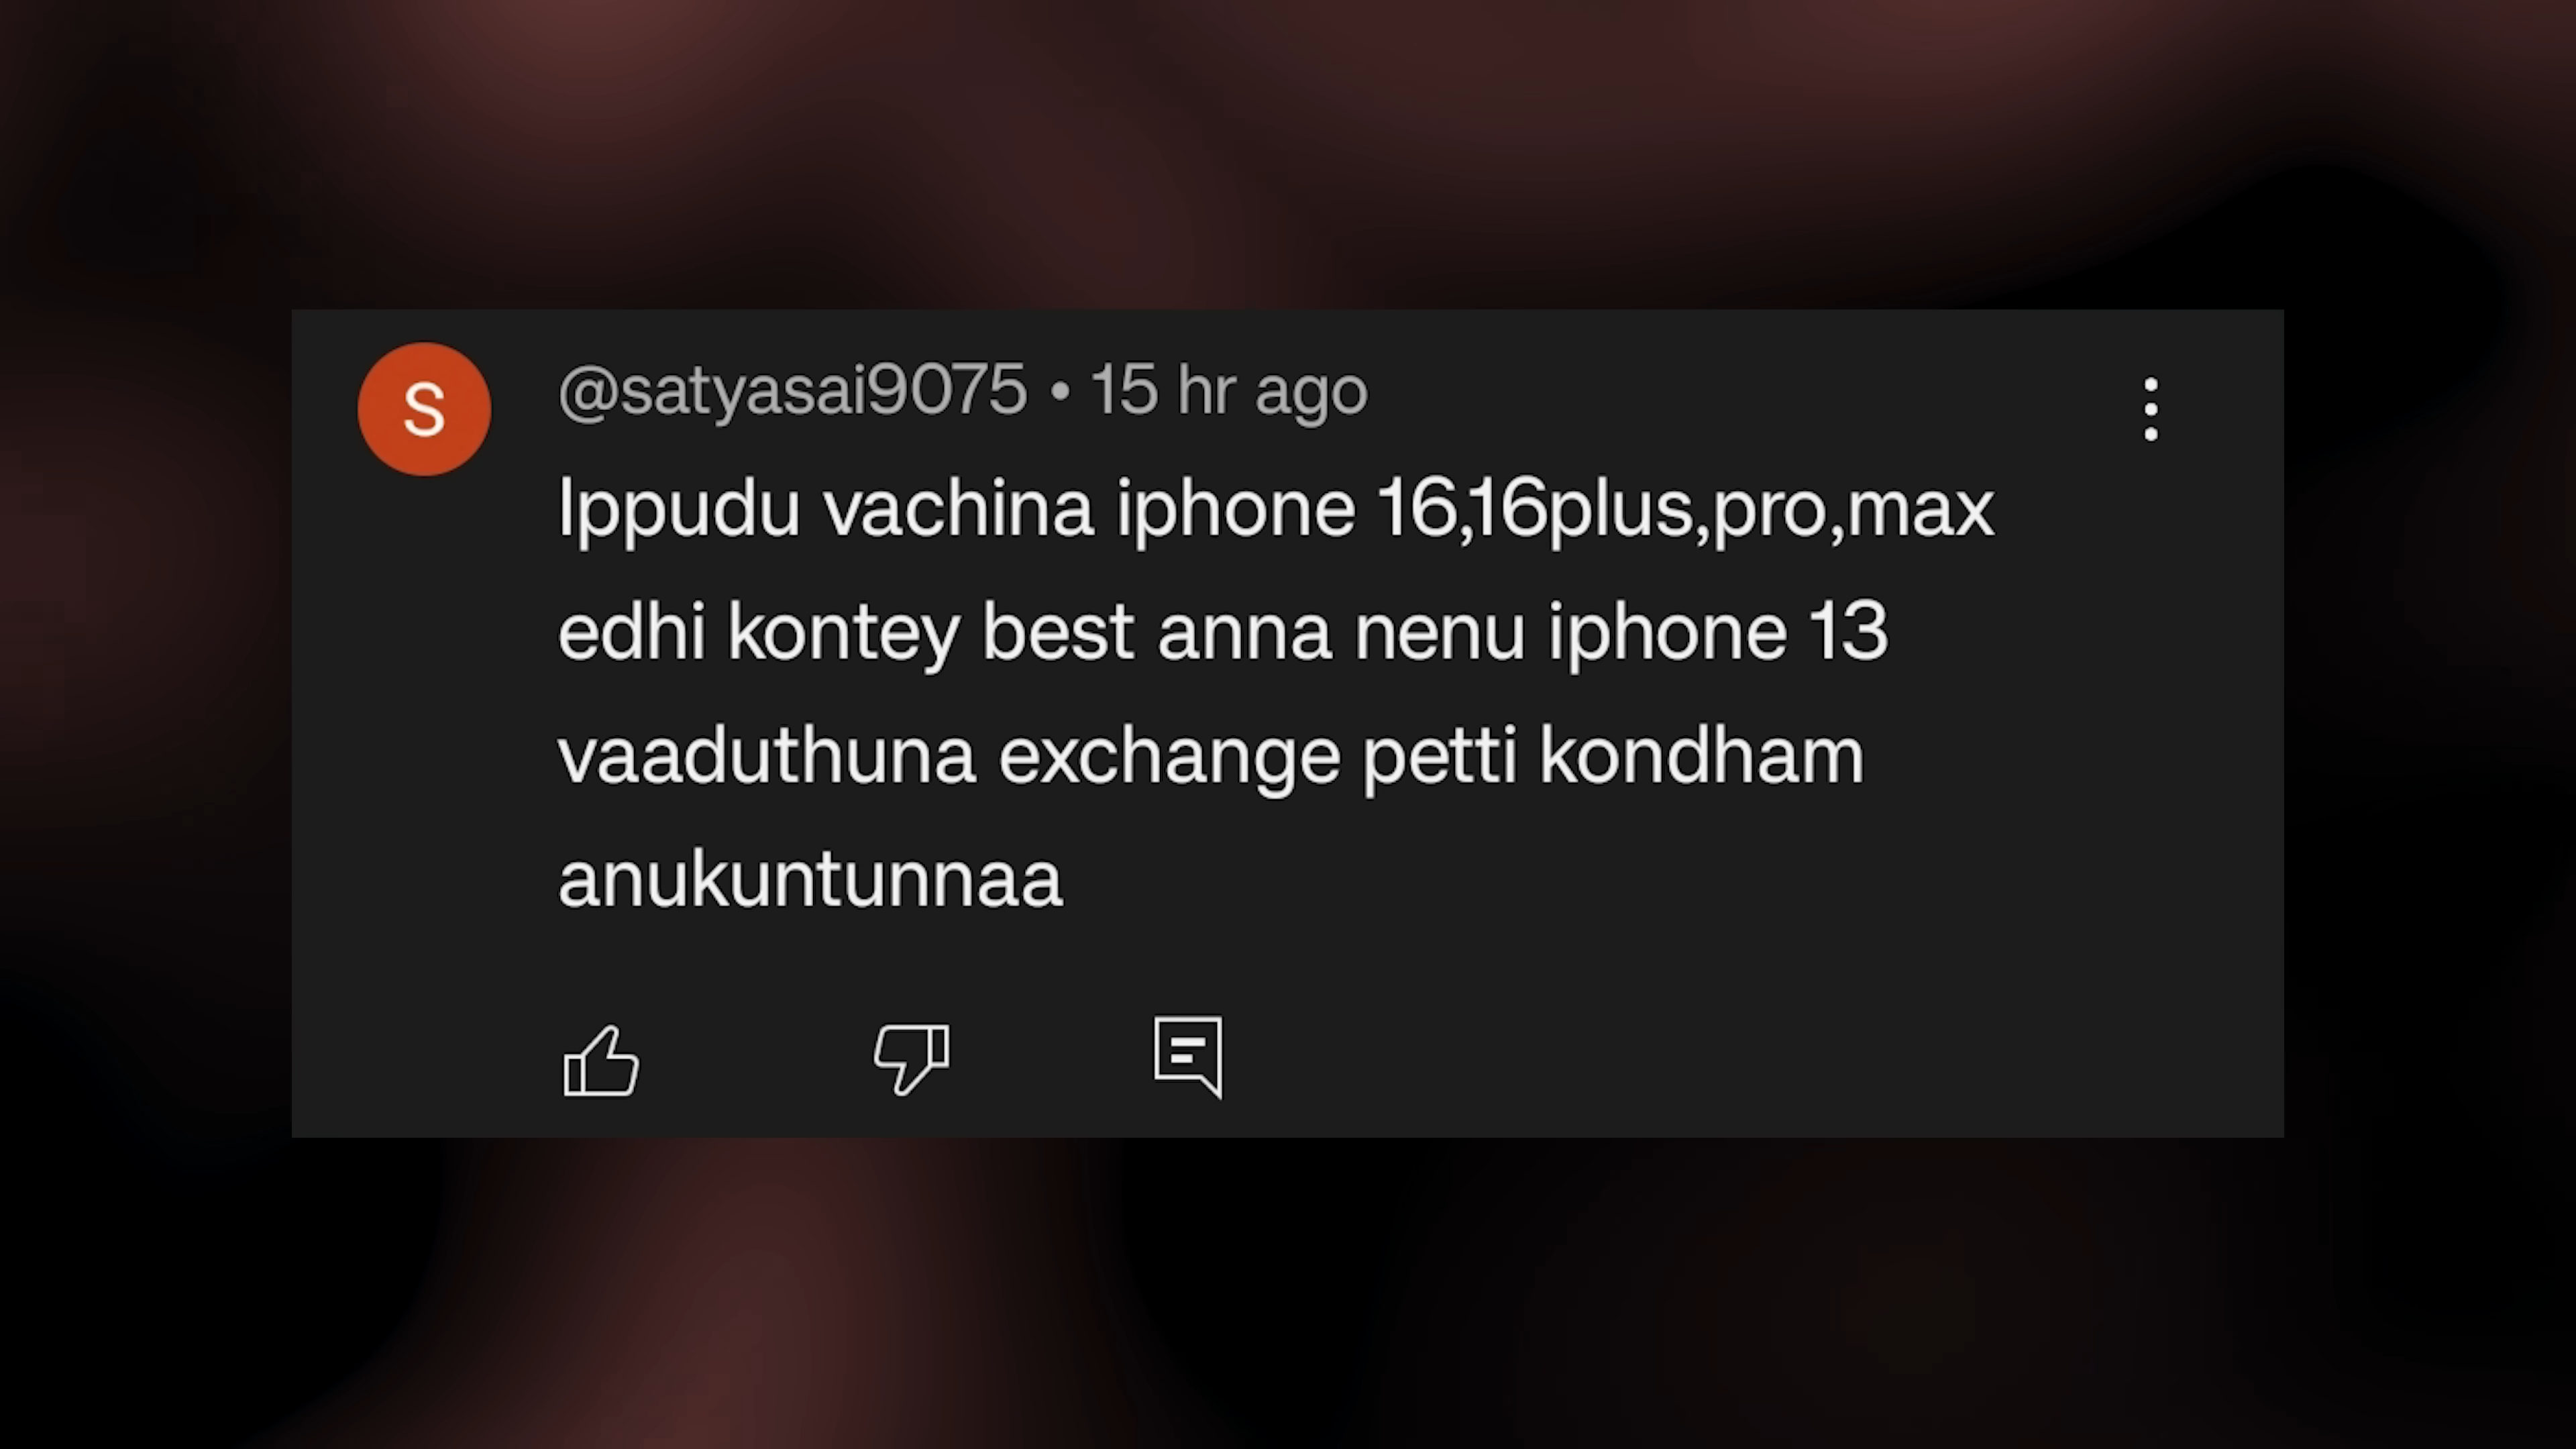 S
@satyasai9075 • 15 hr ago
Ippudu vachina iphone 16,16plus,pro,max
edhi kontey best anna nenu iphone 13
vaaduthuna exchange petti kondham
anukuntunnaa